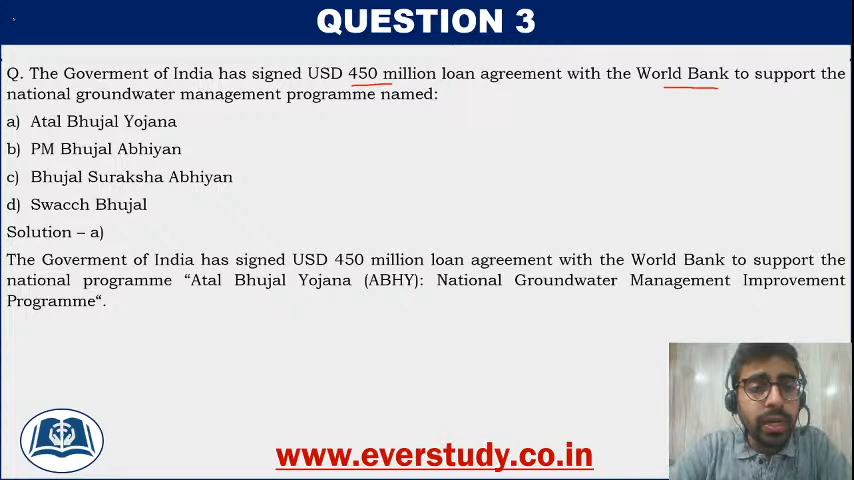 QUESTION 3
Q. The Goverment of India has signed USD 450 million loan agreement with the World Bank to support the
national groundwater management programme named:
a) Atal Bhujal Yojana
b) PM Bhujal Abhiyan
c) Bhujal Suraksha Abhiyan
d) Swacch Bhujal
Solution – a)
The Goverment of India has signed USD 450 million loan agreement with the World Bank to support the
national programme “Atal Bhujal Yojana (ABHY): National Groundwater Management Improvement
Programme“.
www.everstudy.co.in